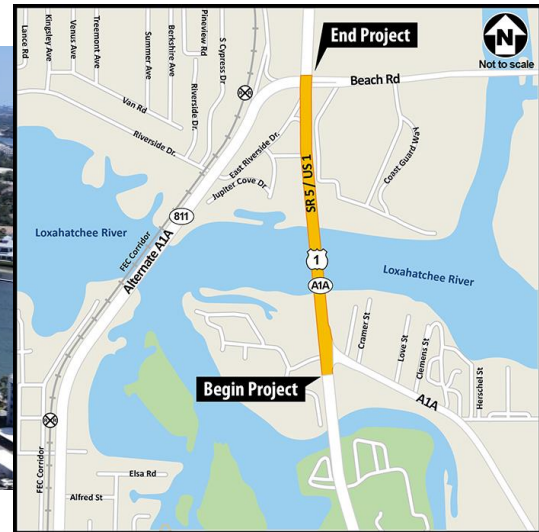 End Project
N
Not to scale
Beach Rd
Lance Rd
Kingsley Ave
Venus Ave
Treemont Ave
Summer Ave
Berkshire Ave
Pineview Rd
Riverside Dr.
S Cypress Dr
Van Rd
Riverside Dr.
East Riverside Dr.
Jupiter Cove Dr
Coast Guard Way
SR 5 / US 1
811
Alternate A1A
FEC Corridor
Loxahatchee River
1
A1A
Loxahatchee River
Cramer St
Love St
Clemens St
Herschel St
A1A
Begin Project
FEC Corridor
Elsa Rd
Alfred St